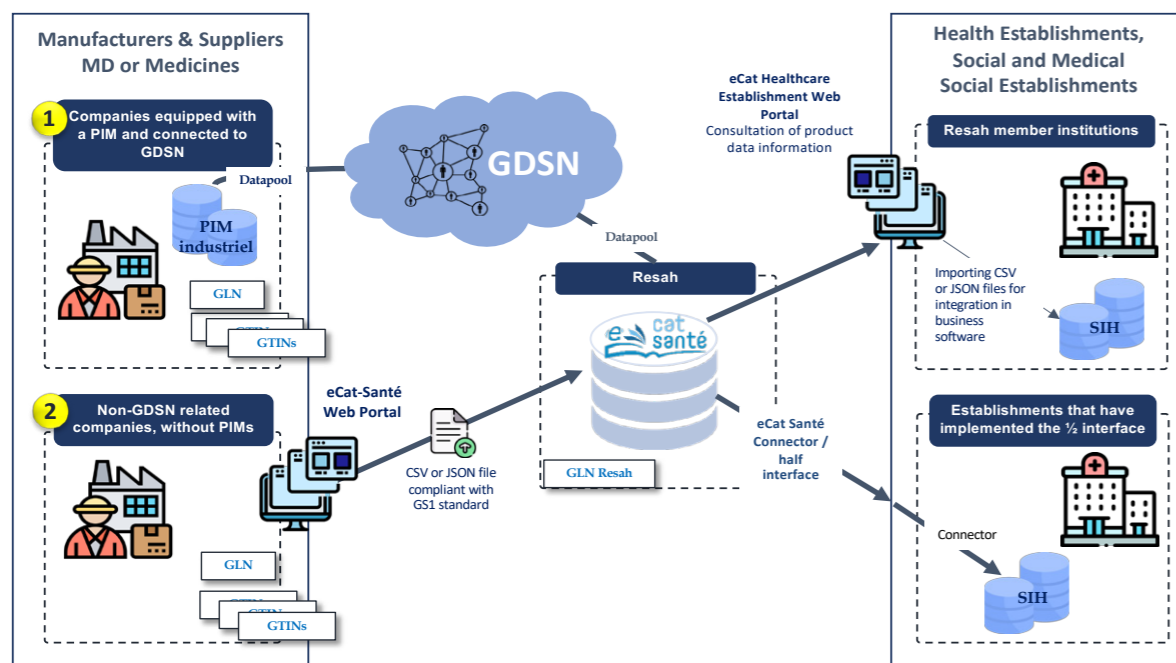 Manufacturers & Suppliers
MD or Medicines
1
Companies equipped with
a PIM and connected to
GDSN
Datapool
PIM
industriel
GLN
GTINs
2
Non-GDSN related
companies, without PIMs
GLN
GTINs
eCat-Santé
Web Portal
CSV or JSON file
compliant with
GS1 standard
GDSN
Datapool
Resah
e cat
santé
GLN Resah
eCat Healthcare
Establishment Web
Portal
Consultation of product
data information
eCat Santé
Connector /
half
interface
Health Establishments,
Social and Medical
Social Establishments
Resah member institutions
Importing CSV
or JSON files for
integration in
business
software
SIH
Establishments that have
implemented the ½ interface
Connector
SIH